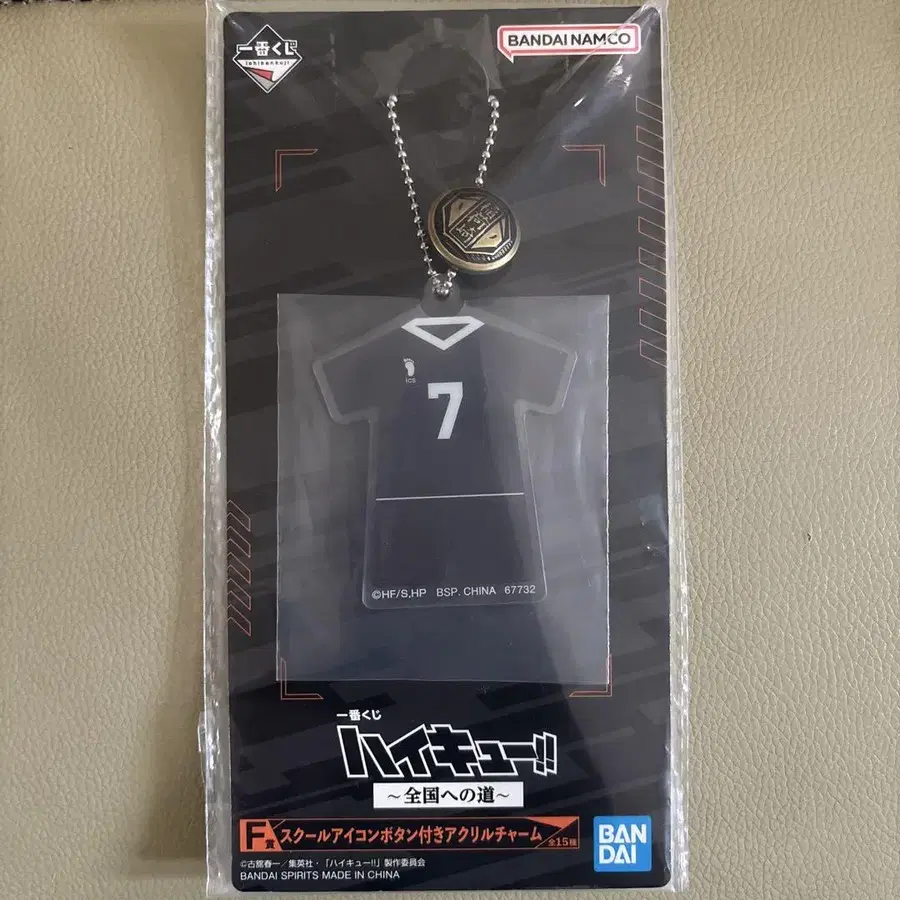 一番くじ
ichibankuji
BANDAI NAMCO
ICS
7
©HF/S,HP BSP. CHINA 67732
一番くじ
ハイキュー!!
～全国への道～
F賞 スクールアイコンボタン付きアクリルチャーム 全15種
©古舘春一／集英社・「ハイキュー!!」製作委員会
BANDAI SPIRITS MADE IN CHINA
BAN
DAI